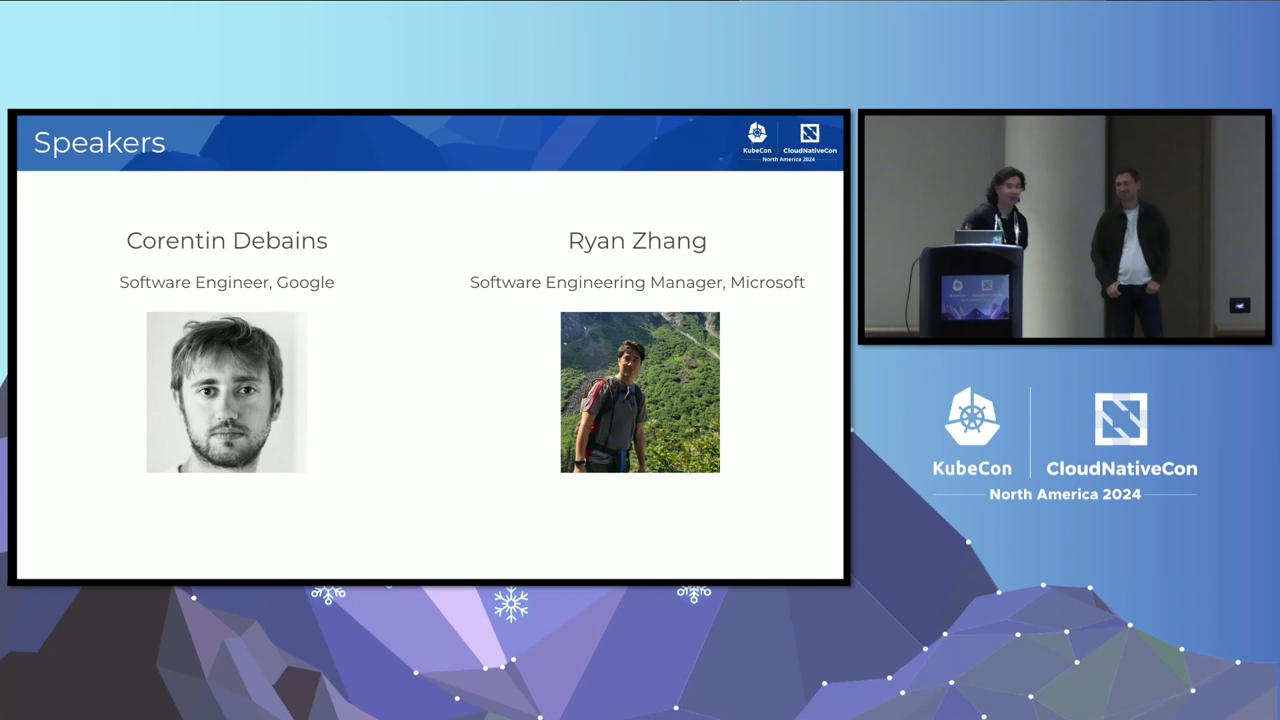 Speakers
KubeCon
CloudNativeCon
North America 2024
Corentin Debains
Software Engineer, Google
Ryan Zhang
Software Engineering Manager, Microsoft
KubeCon
CloudNativeCon
North America 2024